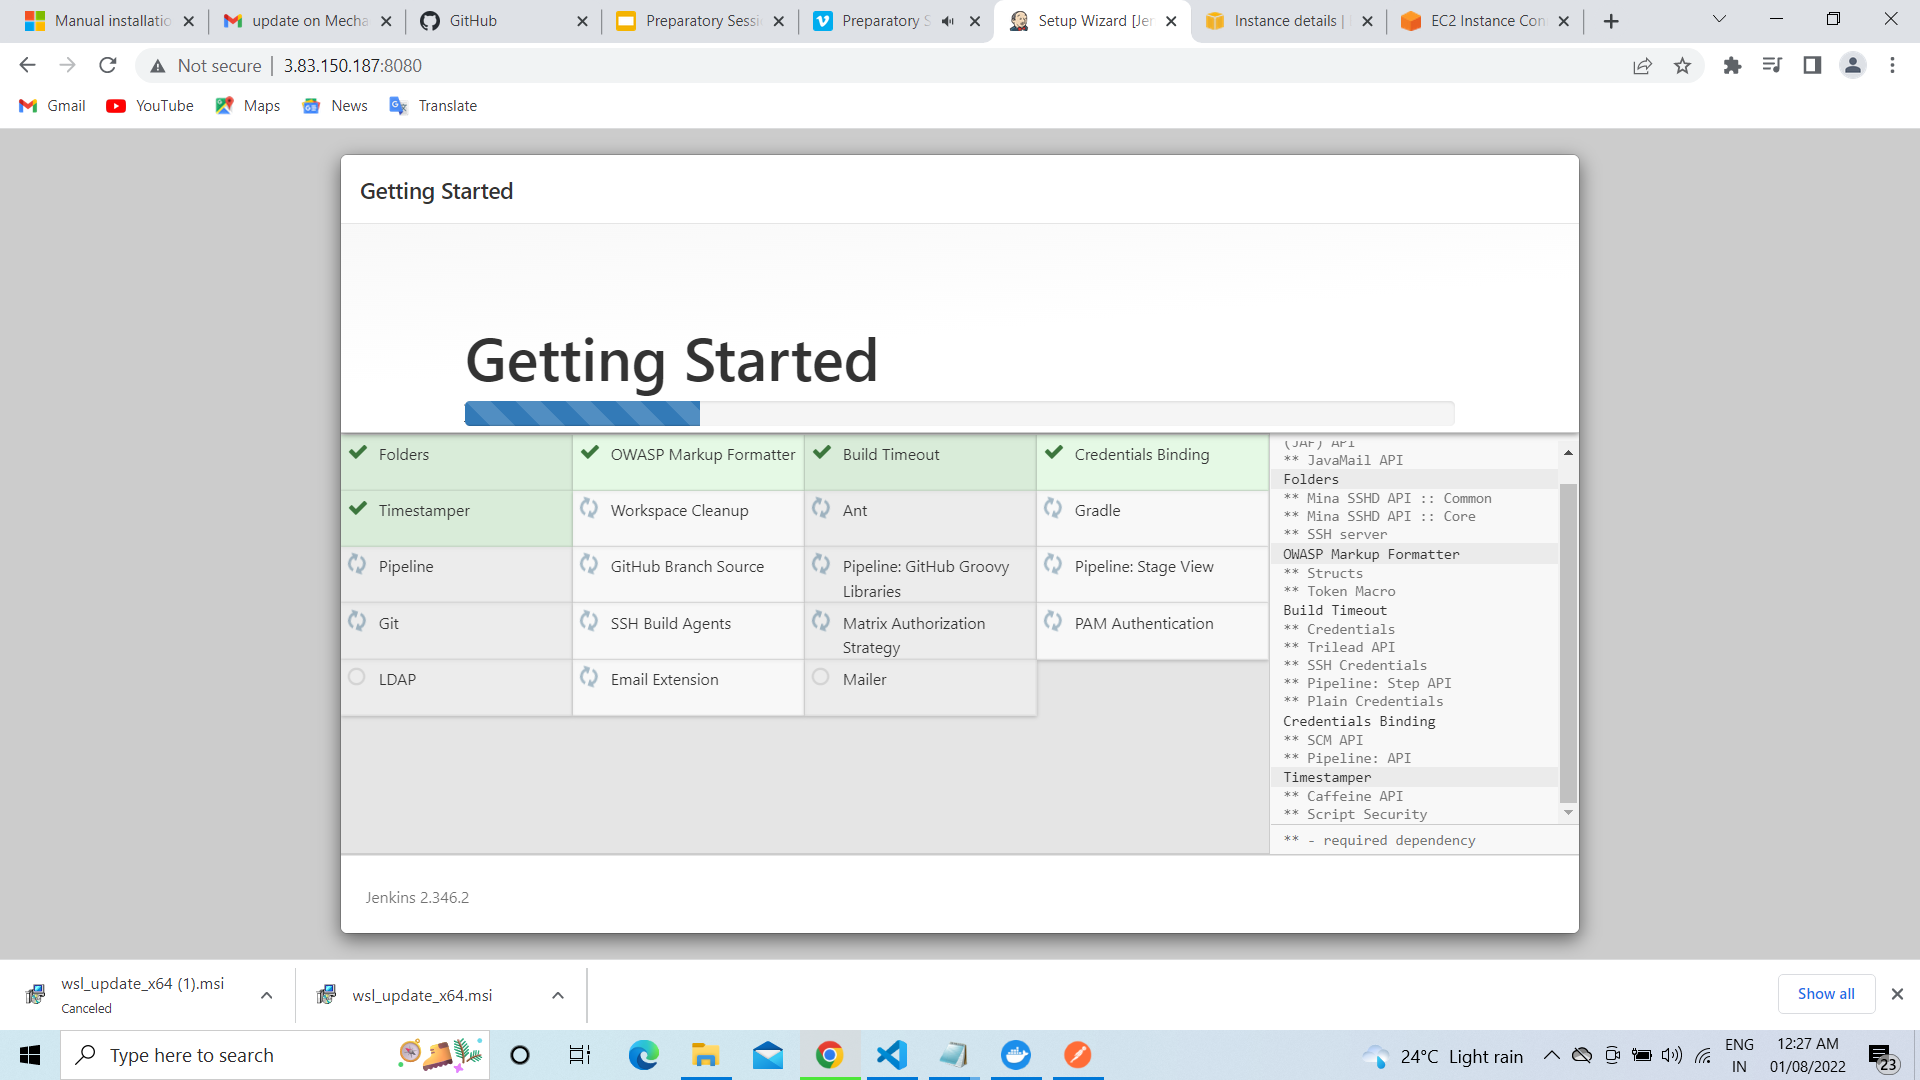 Manual installatio
update on Mecha
GitHub
Preparatory Sessi
Preparatory S
Setup Wizard [Jen
Instance details |
EC2 Instance Con
Not secure
3.83.150.187:8080
Gmail
YouTube
Maps
News
Translate
Getting Started
Getting Started
Folders
OWASP Markup Formatter
Build Timeout
Credentials Binding
Timestamper
Workspace Cleanup
Ant
Gradle
Pipeline
GitHub Branch Source
Pipeline: GitHub Groovy
Libraries
Pipeline: Stage View
Git
SSH Build Agents
Matrix Authorization
Strategy
PAM Authentication
LDAP
Email Extension
Mailer
(JAF) API
** JavaMail API
Folders
** Mina SSHD API :: Common
** Mina SSHD API :: Core
** SSH server
OWASP Markup Formatter
** Structs
** Token Macro
Build Timeout
** Credentials
** Trilead API
** SSH Credentials
** Pipeline: Step API
** Plain Credentials
Credentials Binding
** SCM API
** Pipeline: API
Timestamper
** Caffeine API
** Script Security
** - required dependency
Jenkins 2.346.2
wsl_update_x64 (1).msi
Canceled
wsl_update_x64.msi
Show all
Type here to search
24°C Light rain
ENG
IN
12:27 AM
01/08/2022
23